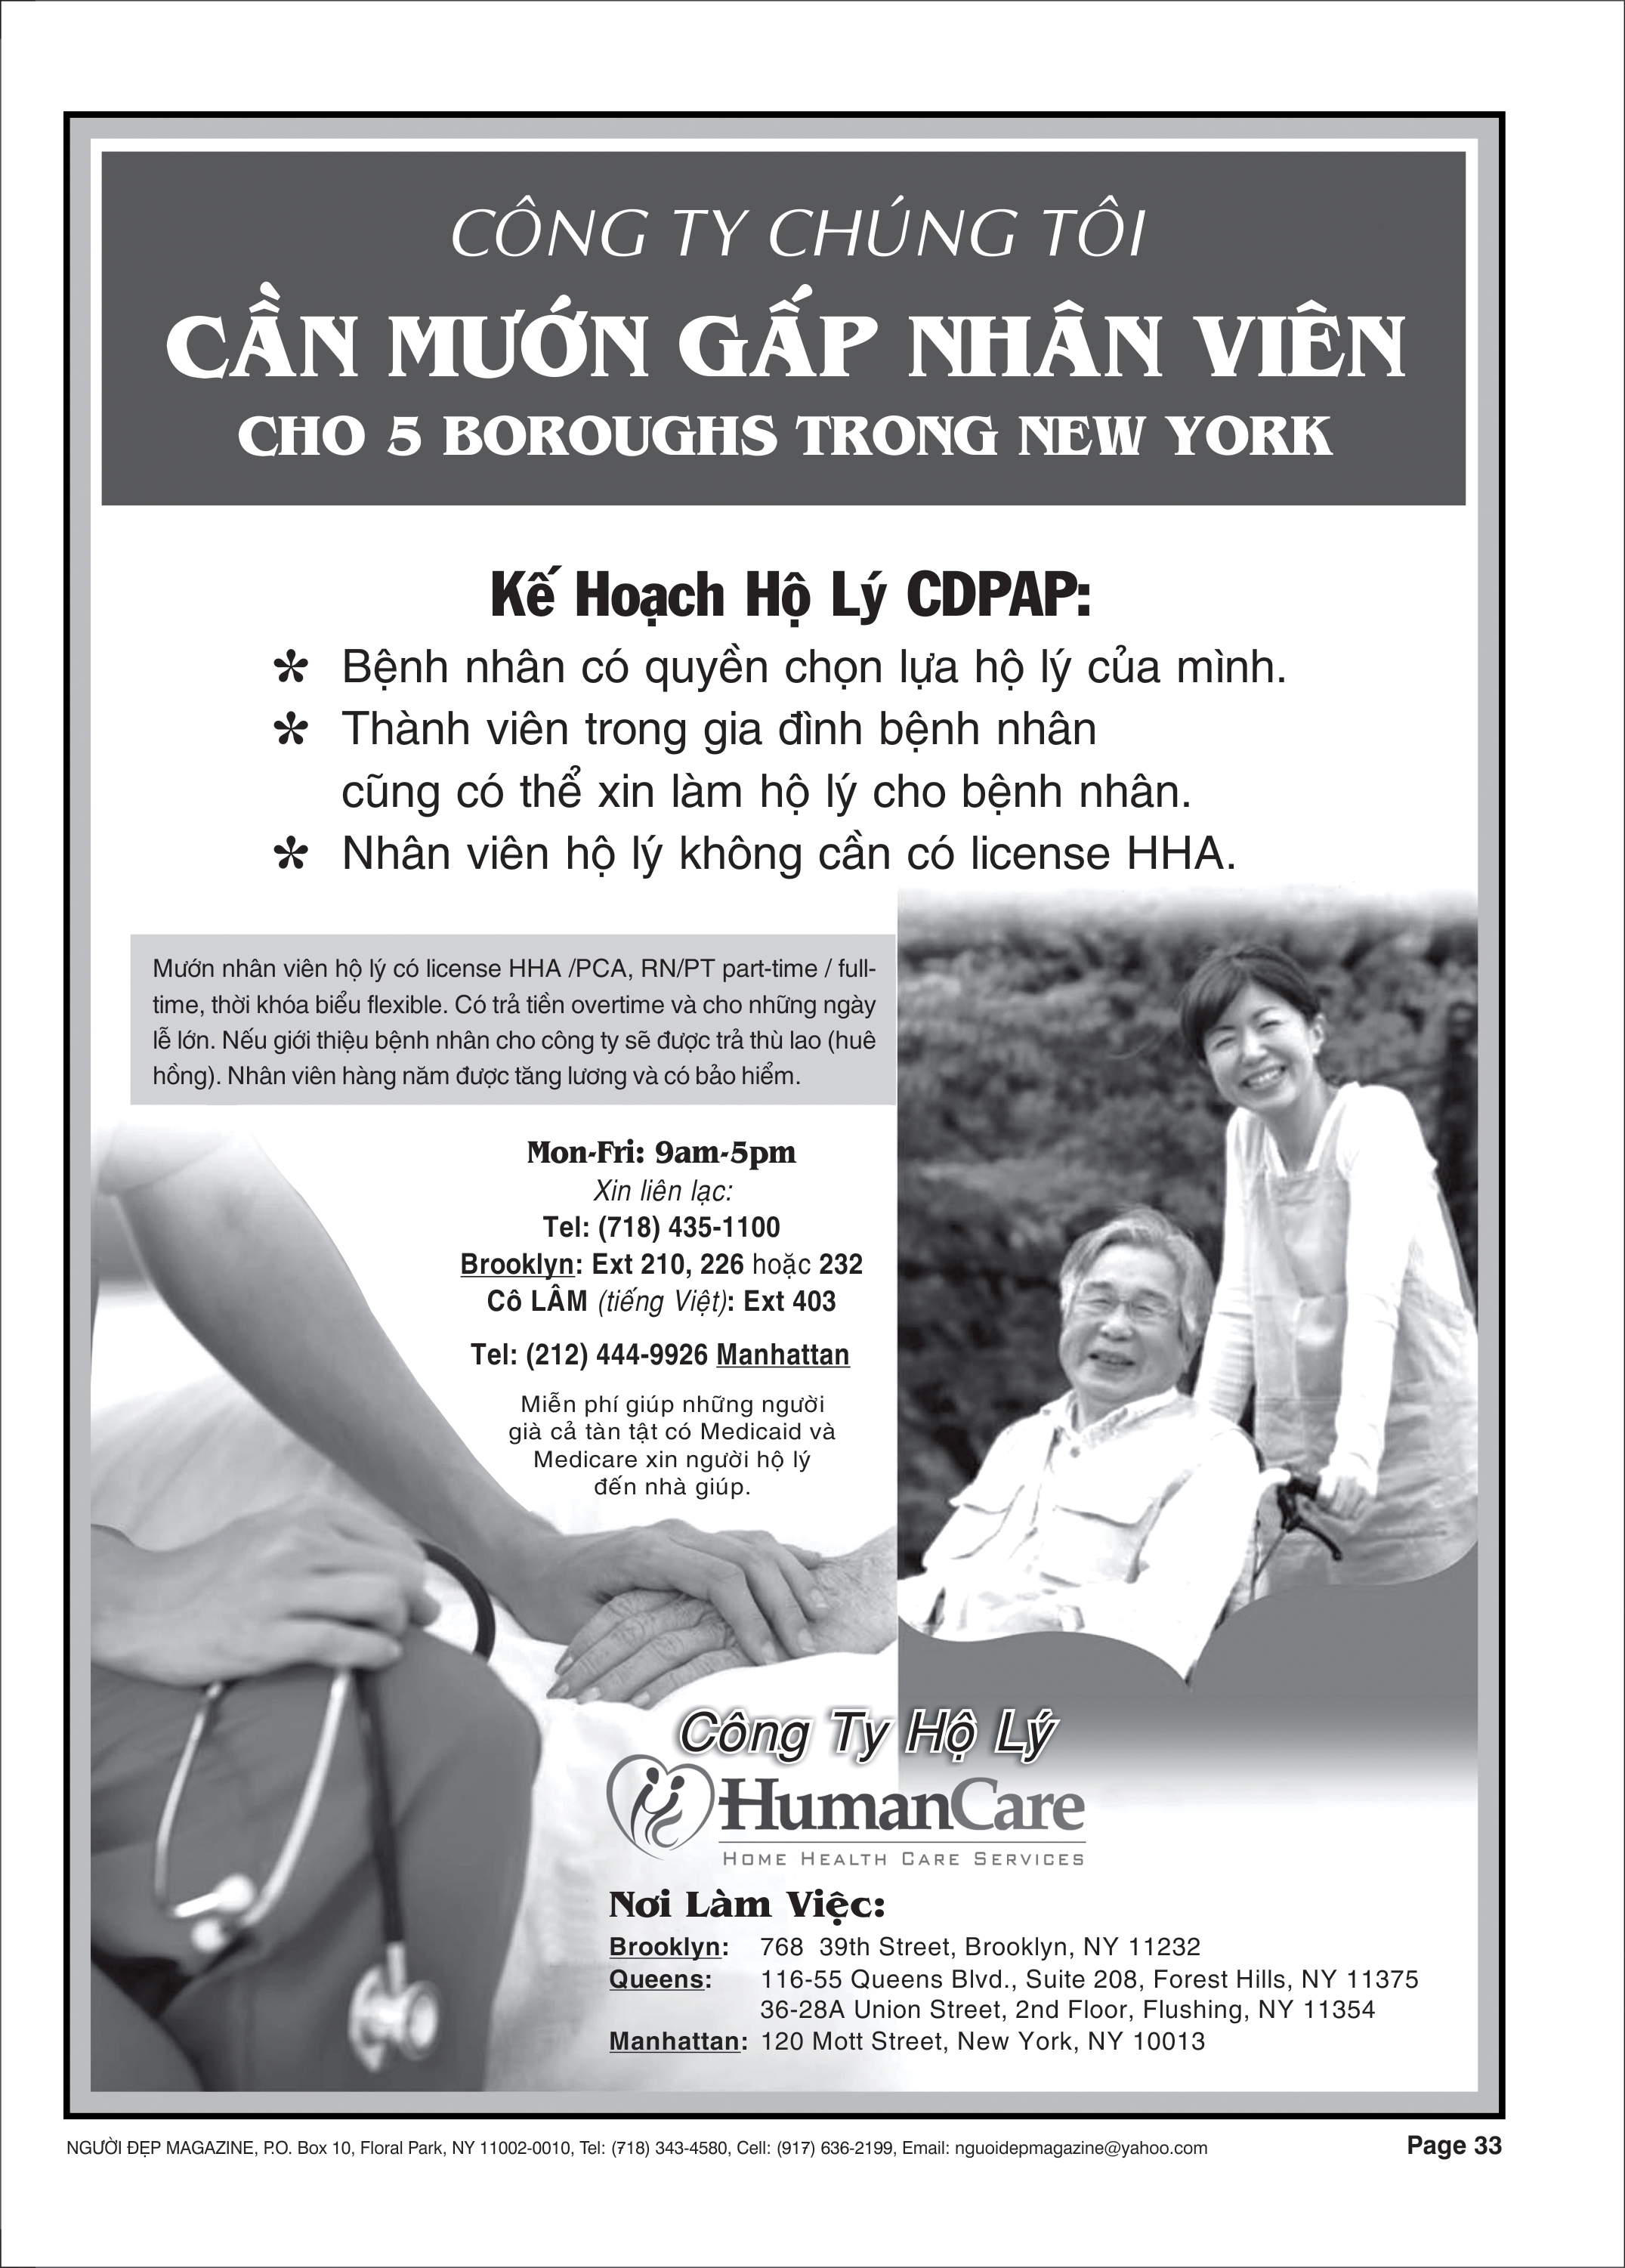 CÔNG TY CHÚNG TÔI
CẦN MƯỚN GẤP NHÂN VIÊN
CHO 5 BOROUGHS TRONG NEW YORK
Kế Hoạch Hộ Lý CDPAP:
✻ Bệnh nhân có quyền chọn lựa hộ lý của mình.
✻ Thành viên trong gia đình bệnh nhân
cũng có thể xin làm hộ lý cho bệnh nhân.
✻ Nhân viên hộ lý không cần có license HHA.
Mướn nhân viên hộ lý có license HHA /PCA, RN/PT part-time / full-
time, thời khóa biểu flexible. Có trả tiền overtime và cho những ngày
lễ lớn. Nếu giới thiệu bệnh nhân cho công ty sẽ được trả thù lao (huê
hồng). Nhân viên hàng năm được tăng lương và có bảo hiểm.
Mon-Fri: 9am-5pm
Xin liên lạc:
Tel: (718) 435-1100
Brooklyn: Ext 210, 226 hoặc 232
Cô LÂM (tiếng Việt): Ext 403
Tel: (212) 444-9926 Manhattan
Miễn phí giúp những người
già cả tàn tật có Medicaid và
Medicare xin người hộ lý
đến nhà giúp.
Công Ty Hộ Lý
HumanCare
HOME HEALTH CARE SERVICES
Nơi Làm Việc:
Brooklyn: 768 39th Street, Brooklyn, NY 11232
Queens: 116-55 Queens Blvd., Suite 208, Forest Hills, NY 11375
36-28A Union Street, 2nd Floor, Flushing, NY 11354
Manhattan: 120 Mott Street, New York, NY 10013
NGƯỜI ĐẸP MAGAZINE, P.O. Box 10, Floral Park, NY 11002-0010, Tel: (718) 343-4580, Cell: (917) 636-2199, Email: nguoidepmagazine@yahoo.com Page 33